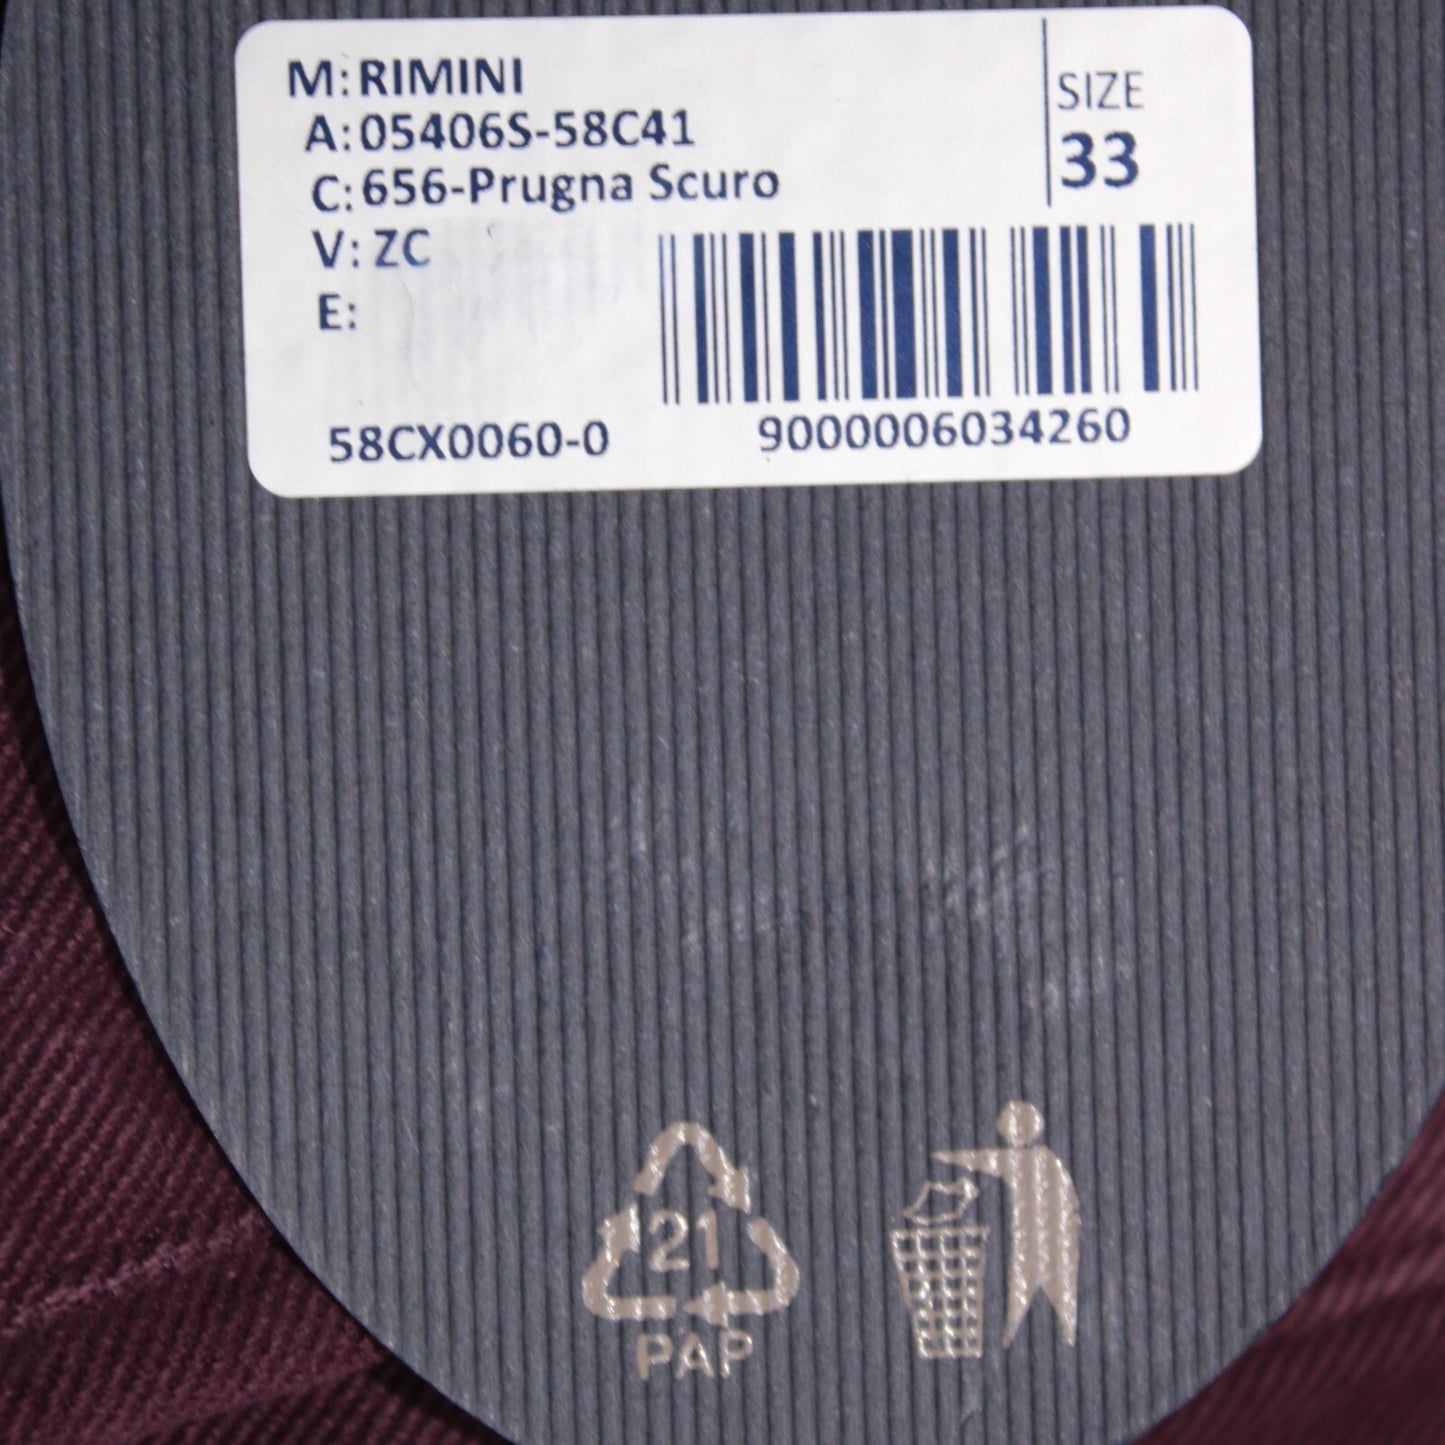 M: RIMINI
A: 05406S-58C41
C: 656-Prugna Scuro
V: ZC
E:
SIZE
33
58CX0060-0
9000006034260
21
PAP